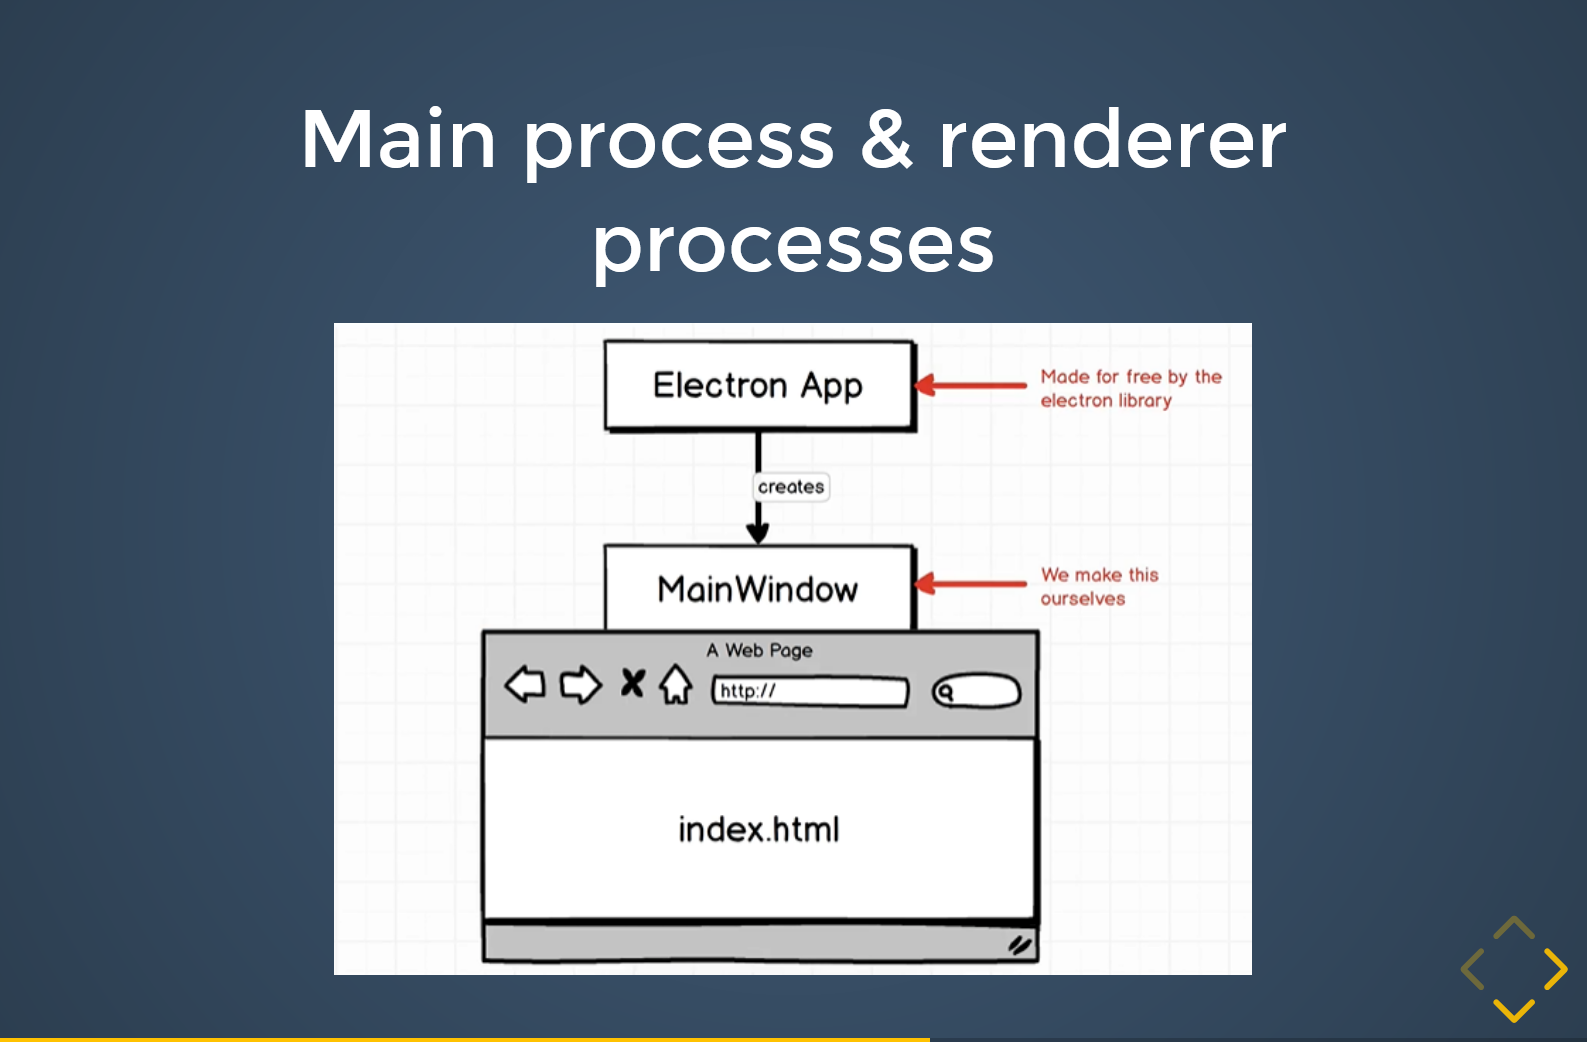 Main process & renderer
processes
Electron App
Made for free by the
electron library
creates
MainWindow
We make this
ourselves
A Web Page
http://
index.html